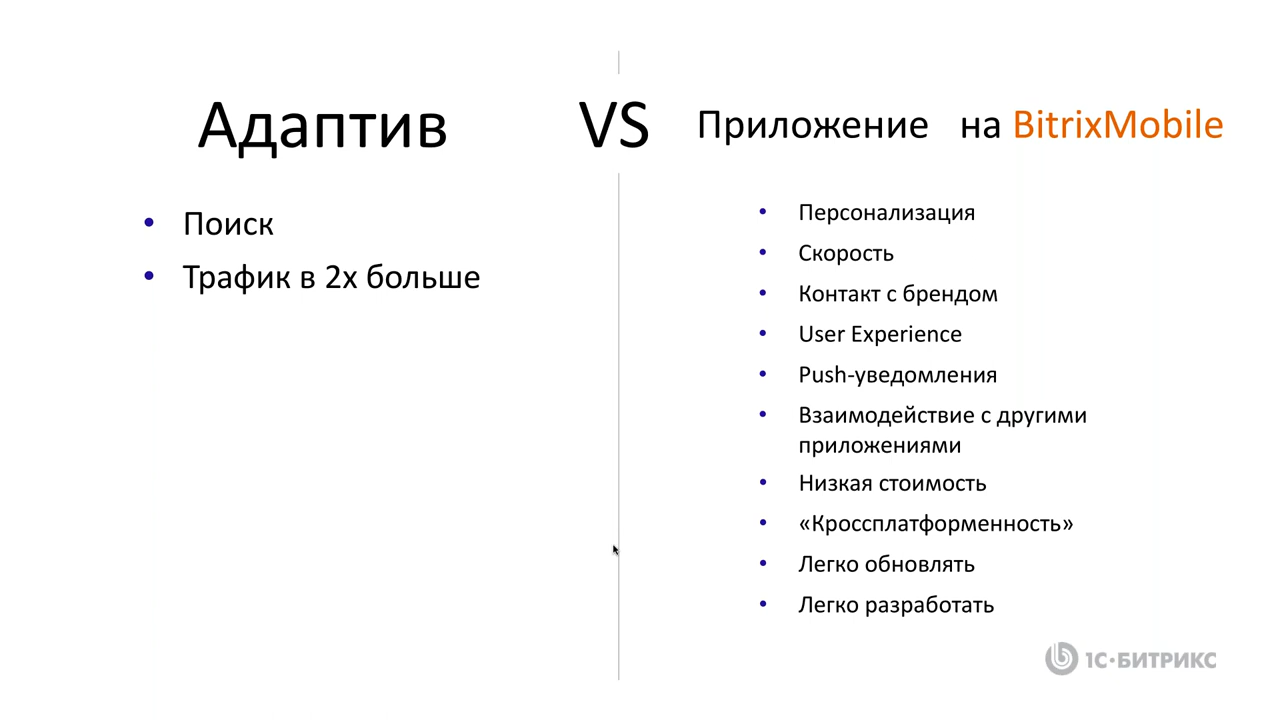 Адаптив
VS
Приложение на BitrixMobile
• Поиск
• Трафик в 2х больше
• Персонализация
• Скорость
• Контакт с брендом
• User Experience
• Push-уведомления
• Взаимодействие с другими
приложениями
• Низкая стоимость
• «Кроссплатформенность»
• Легко обновлять
• Легко разработать
1С·БИТРИКС